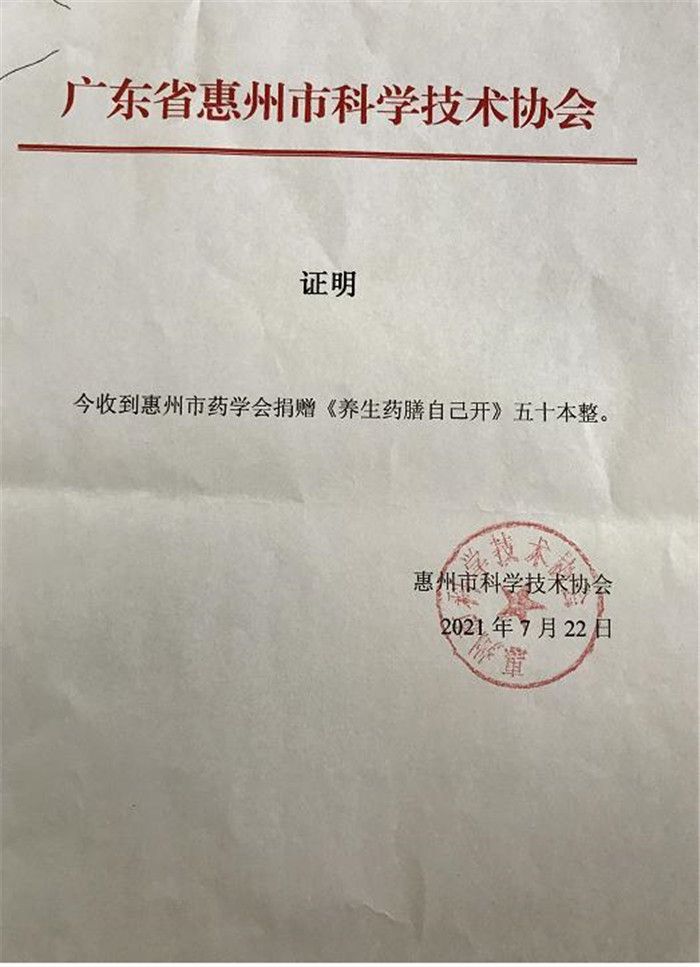 广东省惠州市科学技术协会
证明
今收到惠州市药学会捐赠《养生药膳自己开》五十本整。
惠州市科学技术协会
2021年7月22日